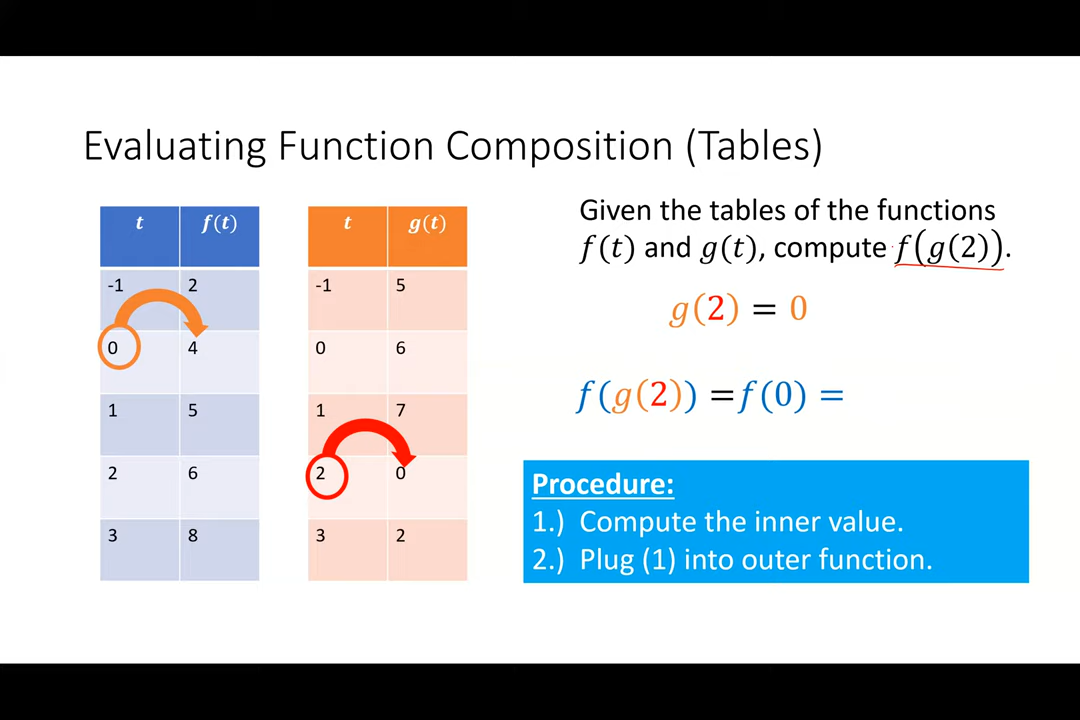 Evaluating Function Composition (Tables)
t f(t)
-1 2
0 4
1 5
2 6
3 8
t g(t)
-1 5
0 6
1 7
2 0
3 2
Given the tables of the functions
f(t) and g(t), compute f(g(2)).
g(2) = 0
f(g(2)) =f(0) =
Procedure:
1.) Compute the inner value.
2.) Plug (1) into outer function.